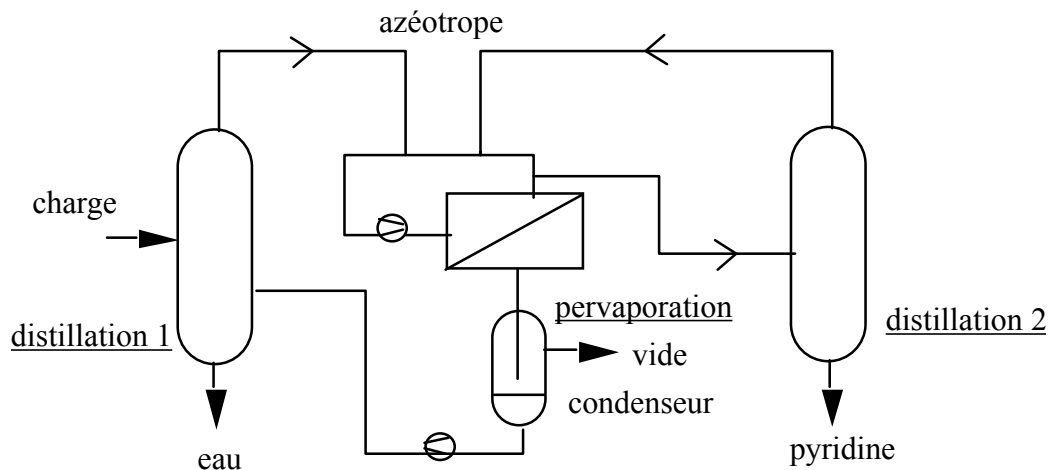 azéotrope
charge
distillation 1
pervaporation
distillation 2
vide
condenseur
eau
pyridine